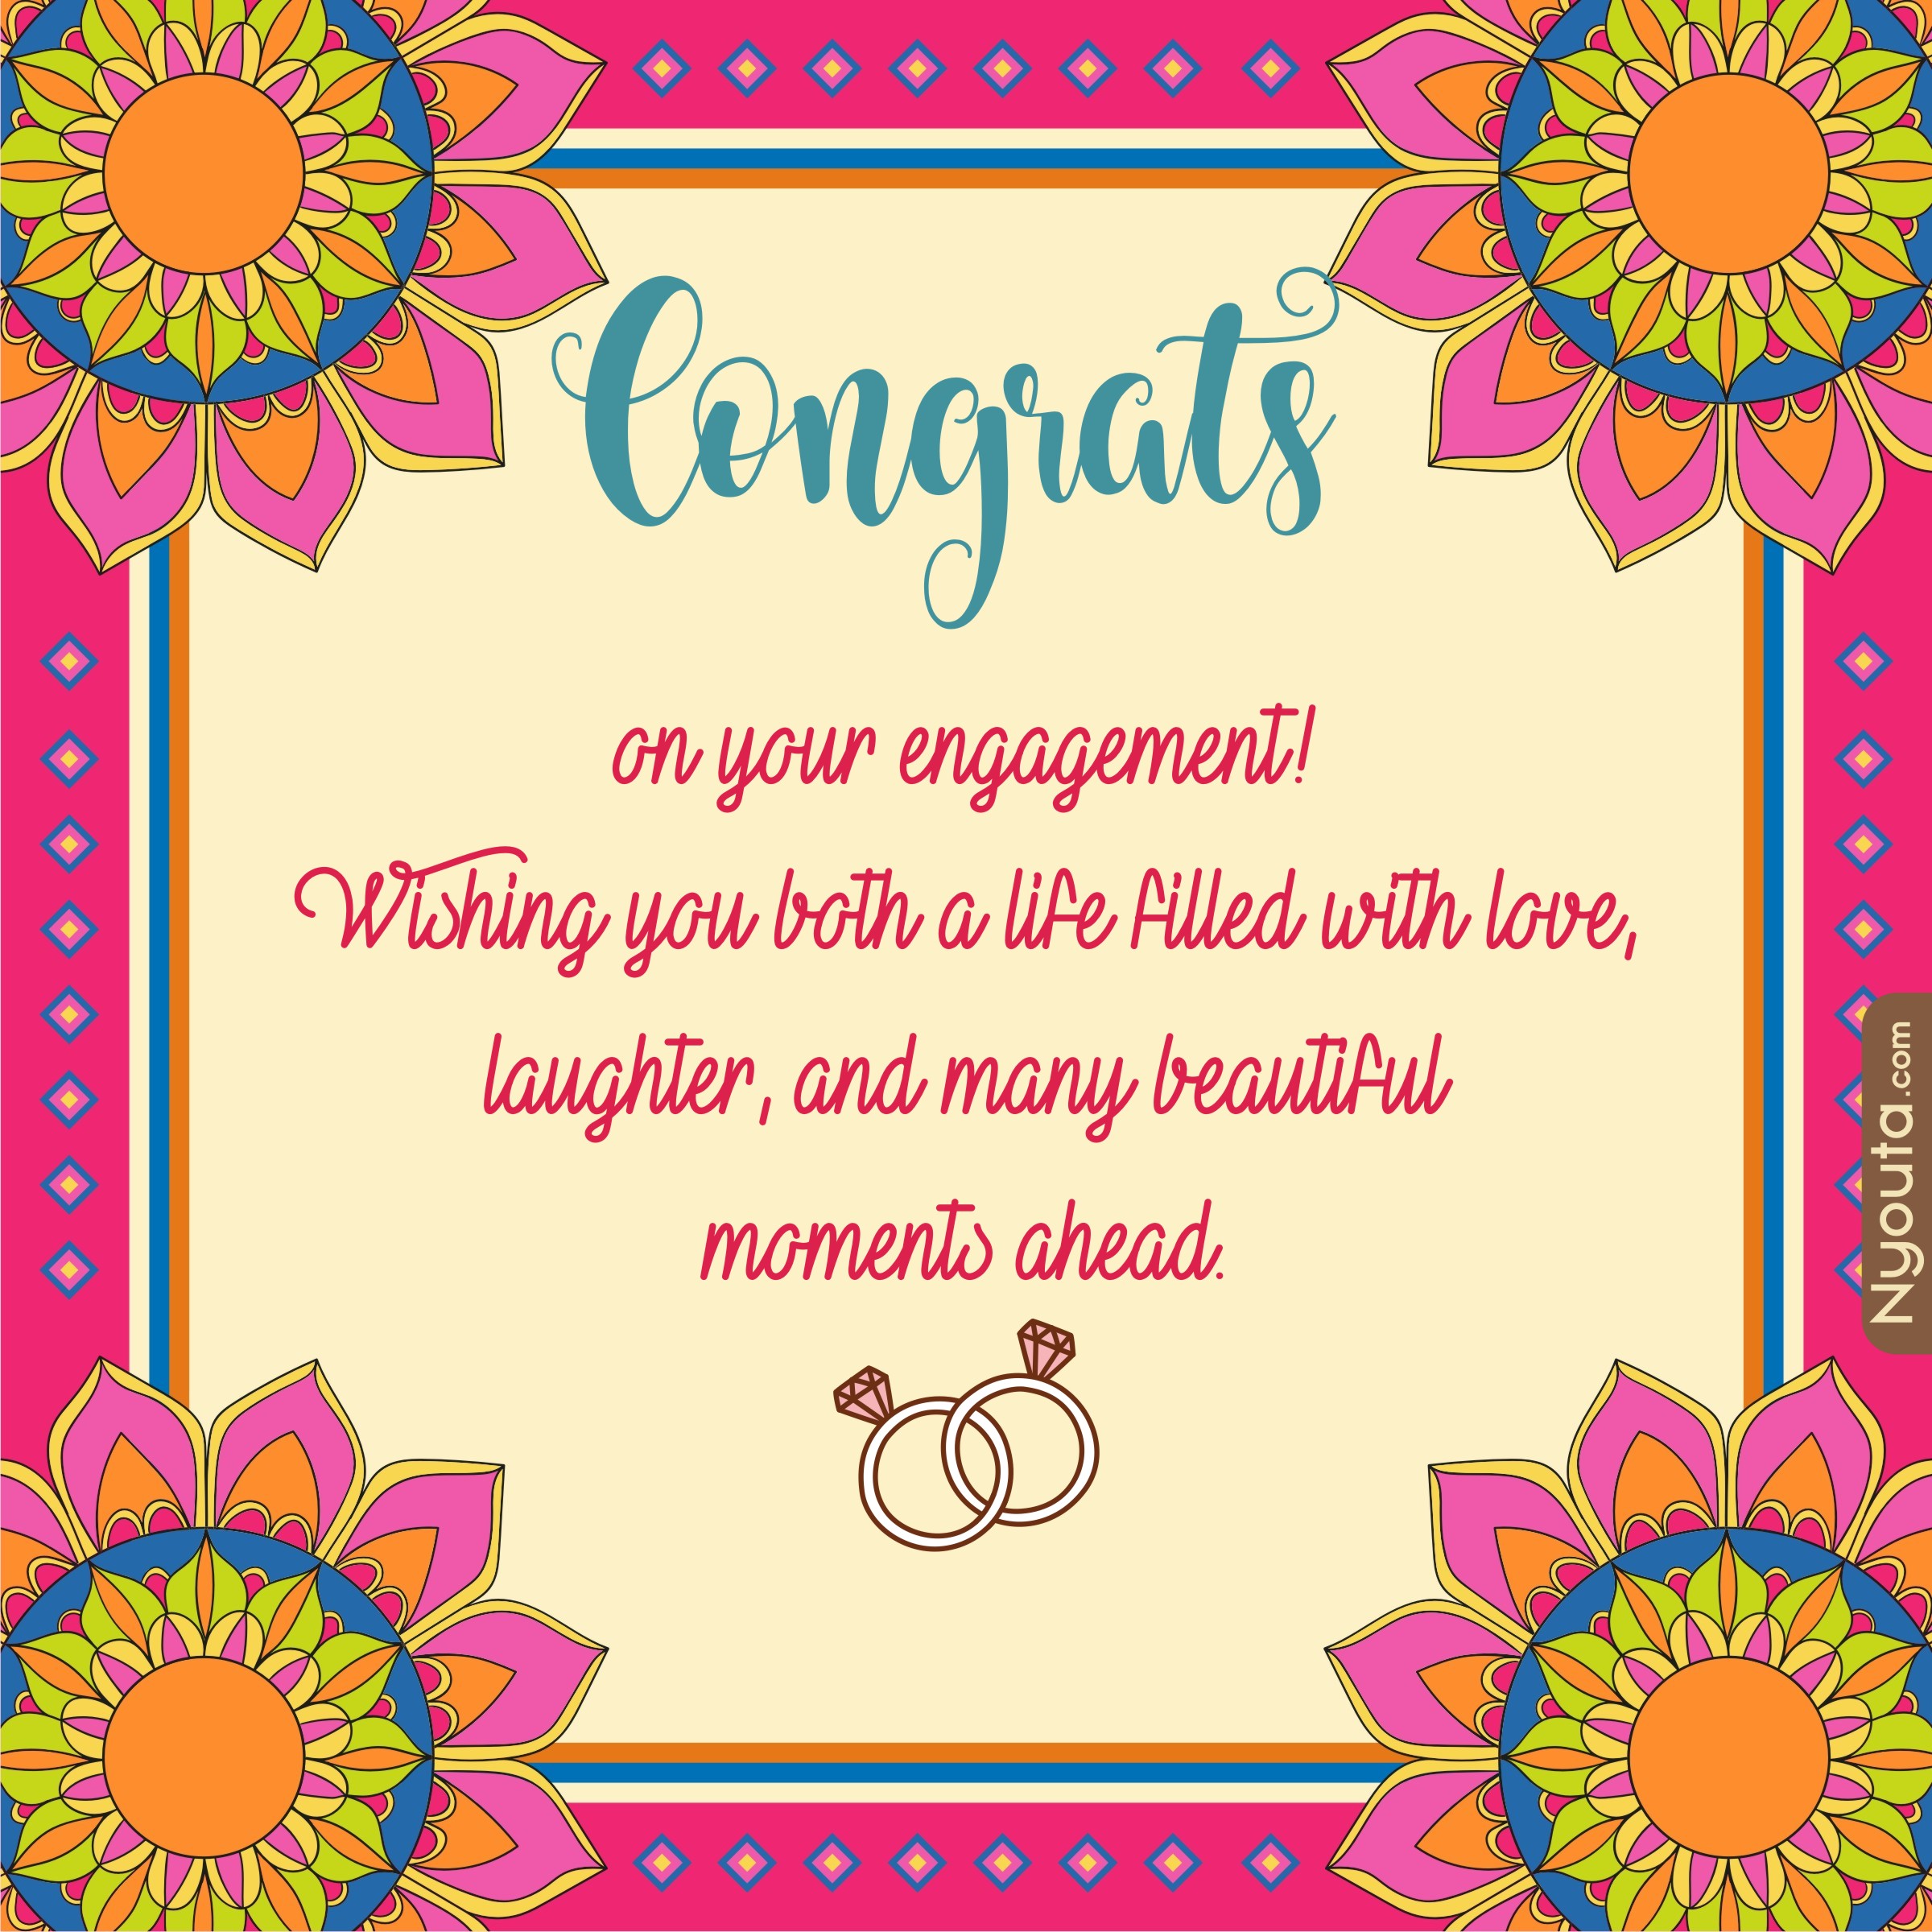 Congrats
on your engagement!
Wishing you both a life filled with love,
laughter, and many beautiful
moments ahead.
Nyouta.com